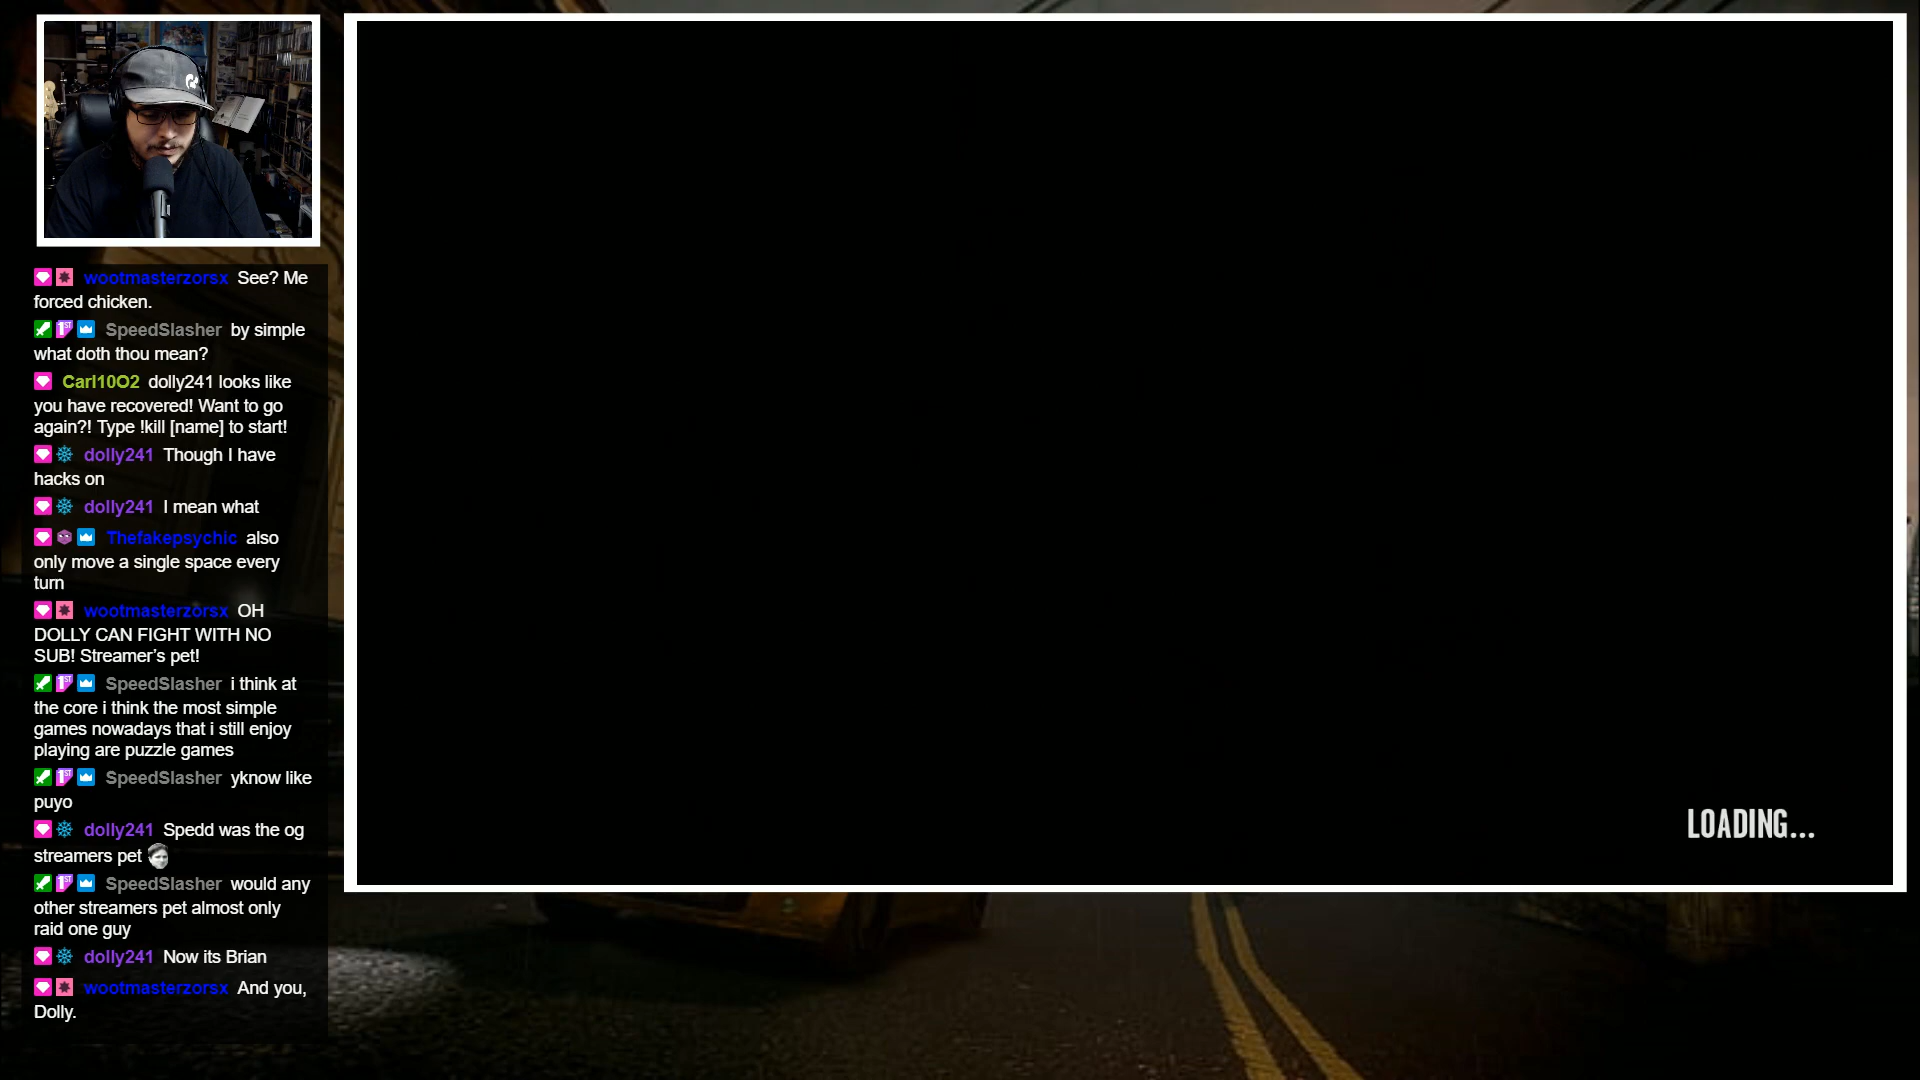 wootmasterzorsx See? Me
forced chicken.
SpeedSlasher by simple
what doth thou mean?
Carl10O2 dolly241 looks like
you have recovered! Want to go
again?! Type !kill [name] to start!
dolly241 Though I have
hacks on
dolly241 I mean what
Thefakepsychic also
only move a single space every
turn
wootmasterzorsx OH
DOLLY CAN FIGHT WITH NO
SUB! Streamer’s pet!
SpeedSlasher i think at
the core i think the most simple
games nowadays that i still enjoy
playing are puzzle games
SpeedSlasher yknow like
puyo
dolly241 Spedd was the og
streamers pet
SpeedSlasher would any
other streamers pet almost only
raid one guy
dolly241 Now its Brian
wootmasterzorsx And you,
Dolly.
LOADING...